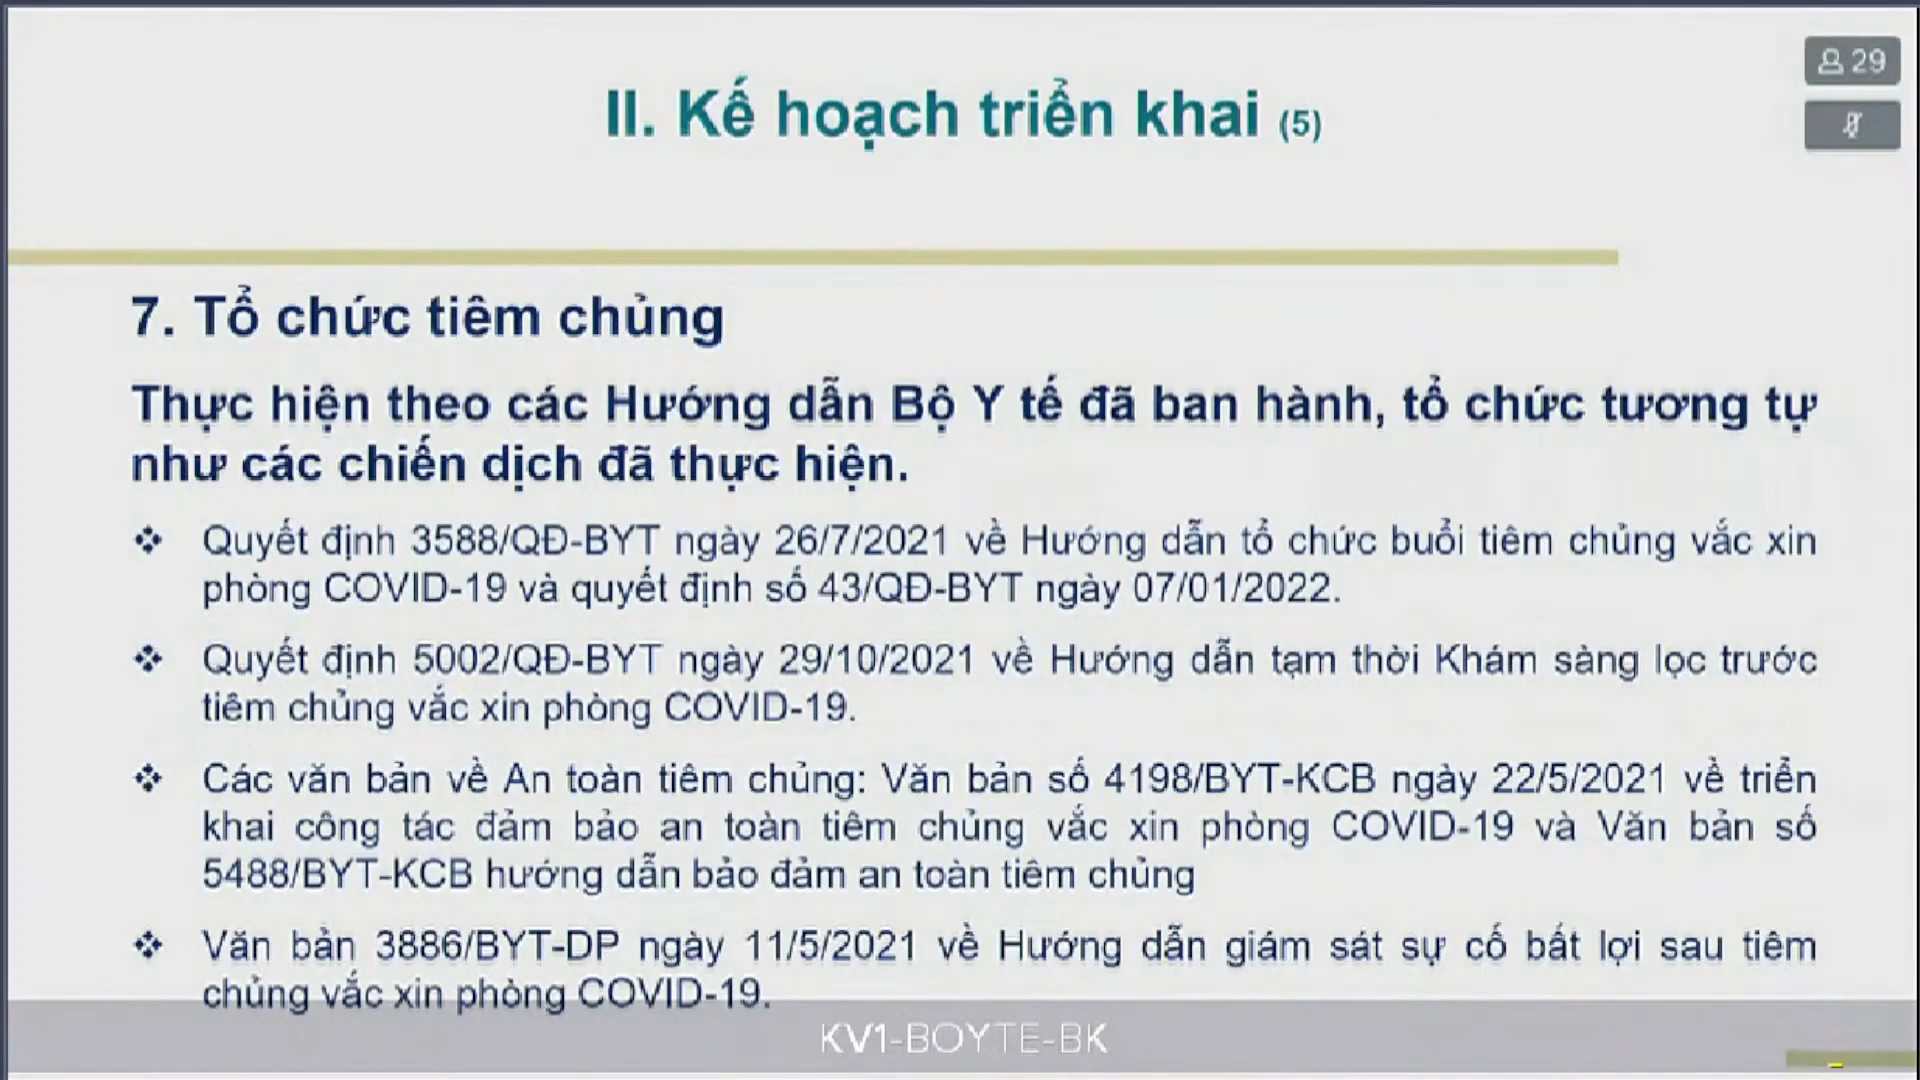 29
II. Kế hoạch triển khai (5)
7. Tổ chức tiêm chủng
Thực hiện theo các Hướng dẫn Bộ Y tế đã ban hành, tổ chức tương tự
như các chiến dịch đã thực hiện.
❖ Quyết định 3588/QĐ-BYT ngày 26/7/2021 về Hướng dẫn tổ chức buổi tiêm chủng vắc xin
phòng COVID-19 và quyết định số 43/QĐ-BYT ngày 07/01/2022.
❖ Quyết định 5002/QĐ-BYT ngày 29/10/2021 về Hướng dẫn tạm thời Khám sàng lọc trước
tiêm chủng vắc xin phòng COVID-19.
❖ Các văn bản về An toàn tiêm chủng: Văn bản số 4198/BYT-KCB ngày 22/5/2021 về triển
khai công tác đảm bảo an toàn tiêm chủng vắc xin phòng COVID-19 và Văn bản số
5488/BYT-KCB hướng dẫn bảo đảm an toàn tiêm chủng
❖ Văn bản 3886/BYT-DP ngày 11/5/2021 về Hướng dẫn giám sát sự cố bất lợi sau tiêm
chủng vắc xin phòng COVID-19.
KV1-BOYTE-BK